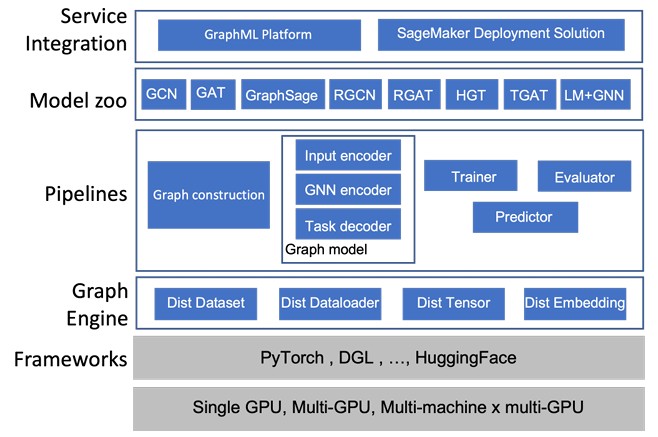 Service
Integration
GraphML Platform
SageMaker Deployment Solution
Model zoo
GCN
GAT
GraphSage
RGCN
RGAT
HGT
TGAT
LM+GNN
Pipelines
Graph construction
Input encoder
GNN encoder
Task decoder
Graph model
Trainer
Evaluator
Predictor
Graph
Engine
Dist Dataset
Dist Dataloader
Dist Tensor
Dist Embedding
Frameworks
PyTorch , DGL , ..., HuggingFace
Single GPU, Multi-GPU, Multi-machine x multi-GPU